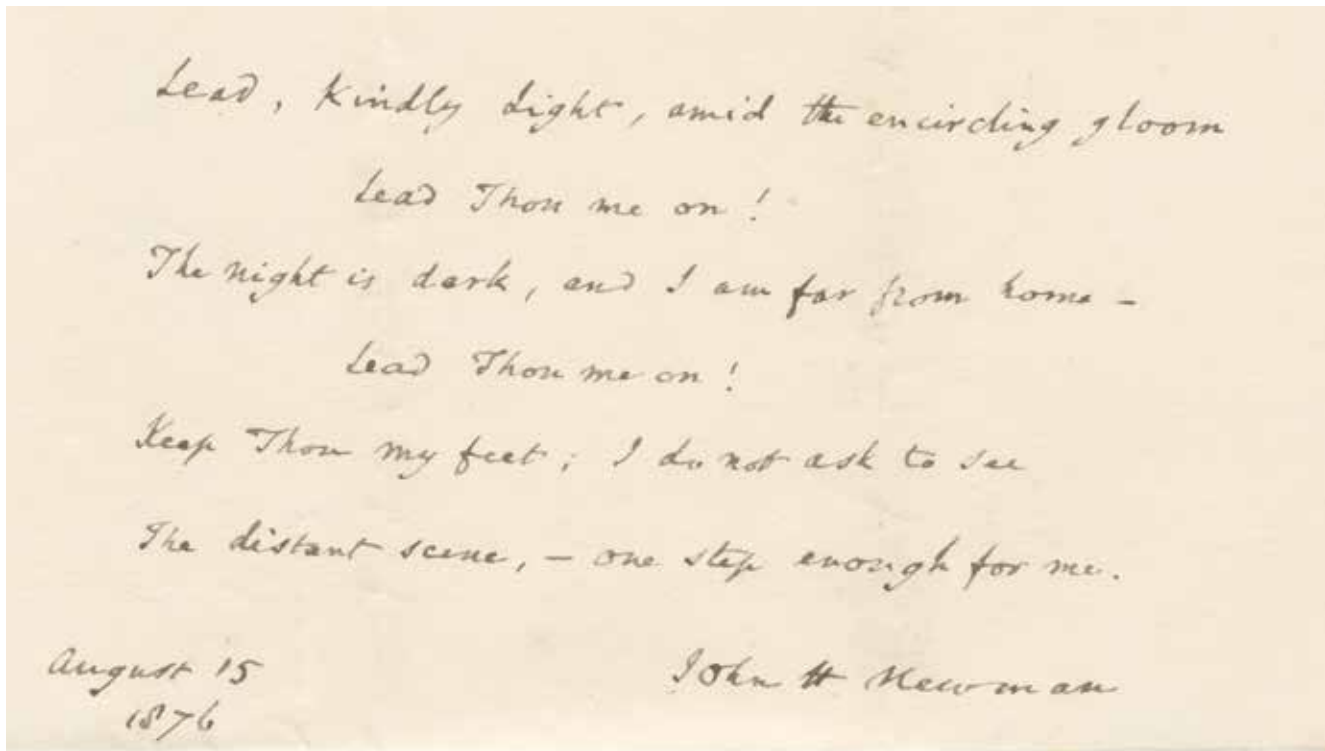 Lead, Kindly Light, amid the encircling gloom
Lead Thou me on!
The night is dark, and I am far from home –
Lead Thou me on!
Keep Thou my feet; I do not ask to see
The distant scene, – one step enough for me.
August 15
1876
John H Newman